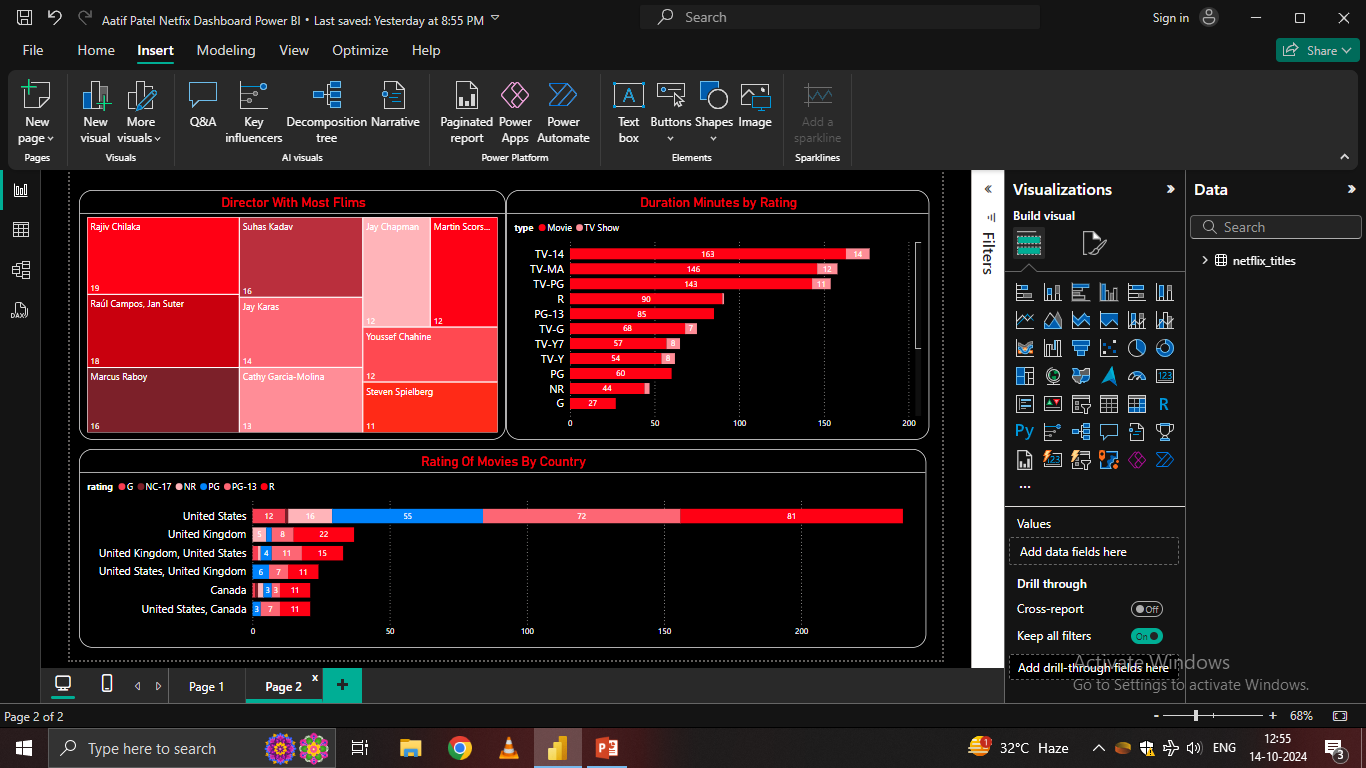 Aatif Patel Netfix Dashboard Power BI • Last saved: Yesterday at 8:55 PM
Search
Sign in
File Home Insert Modeling View Optimize Help
Share
New page
New visual
More visuals
Q&A
Key influencers
Decomposition tree
Narrative
Paginated report
Power Apps
Power Automate
Text box
Buttons
Shapes
Image
Add a sparkline
Pages
Visuals
AI visuals
Power Platform
Elements
Sparklines
Director With Most Flims
Rajiv Chilaka
19
Raúl Campos, Jan Suter
18
Marcus Raboy
16
Suhas Kadav
16
Jay Karas
14
Cathy Garcia-Molina
13
Jay Chapman
12
Martin Scors...
12
Youssef Chahine
12
Steven Spielberg
11
Duration Minutes by Rating
type Movie TV Show
TV-14 163 14
TV-MA 146 12
TV-PG 143 11
R 90
PG-13 85
TV-G 68 7
TV-Y7 57 8
TV-Y 54 8
PG 60
NR 44
G 27
0 50 100 150 200
Rating Of Movies By Country
rating G NC-17 NR PG PG-13 R
United States 12 16 55 72 81
United Kingdom 5 8 22
United Kingdom, United States 4 11 15
United States, United Kingdom 6 7 11
Canada 3 3 11
United States, Canada 3 7 11
0 50 100 150 200
Filters
Visualizations
Build visual
R
Py
123
...
Values
Add data fields here
Drill through
Cross-report Off
Keep all filters On
Add drill-through fields here
Data
Search
netflix_titles
Activate Windows
Go to Settings to activate Windows.
DAX
Page 1
Page 2 x
+
Page 2 of 2
- + 68%
Type here to search
1
32°C Haze
ENG
12:55
14-10-2024
3